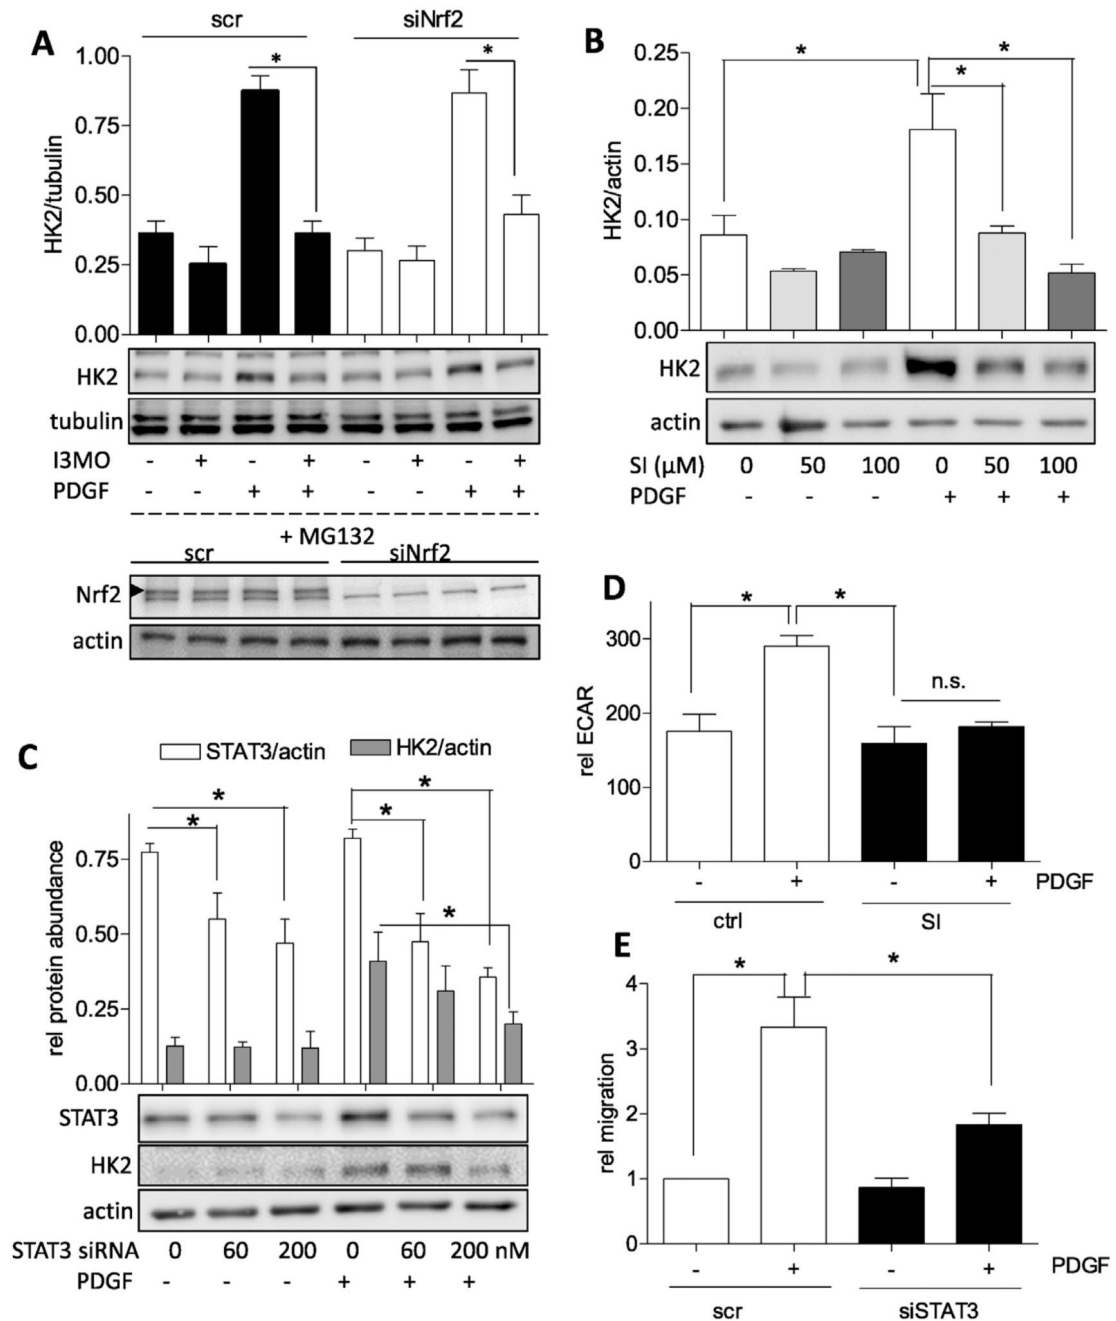 A
scr siNrf2
* *
HK2/tubulin
1.00
0.75
0.50
0.25
0.00
HK2
tubulin
I3MO - + - + - + - +
PDGF - - + + - - + +
+ MG132
scr siNrf2
Nrf2
actin
B
* * *
HK2/actin
0.25
0.20
0.15
0.10
0.05
0.00
HK2
actin
SI (μM) 0 50 100 0 50 100
PDGF - - - + + +
C
STAT3/actin HK2/actin
* * * * *
rel protein abundance
0.75
0.50
0.25
0.00
STAT3
HK2
actin
STAT3 siRNA 0 60 200 0 60 200 nM
PDGF - - - + + +
D
* *
n.s.
rel ECAR
300
200
100
0
- + - + PDGF
ctrl SI
E
* *
rel migration
4
3
2
1
0
- + - + PDGF
scr siSTAT3